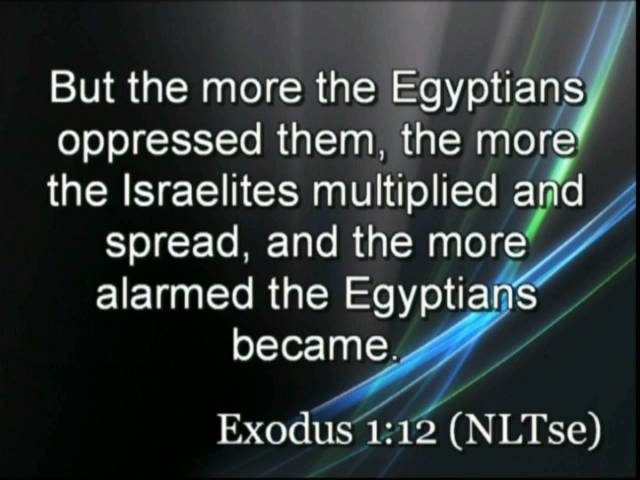 But the more the Egyptians
oppressed them, the more
the Israelites multiplied and
spread, and the more
alarmed the Egyptians
became.
Exodus 1:12 (NLTse)